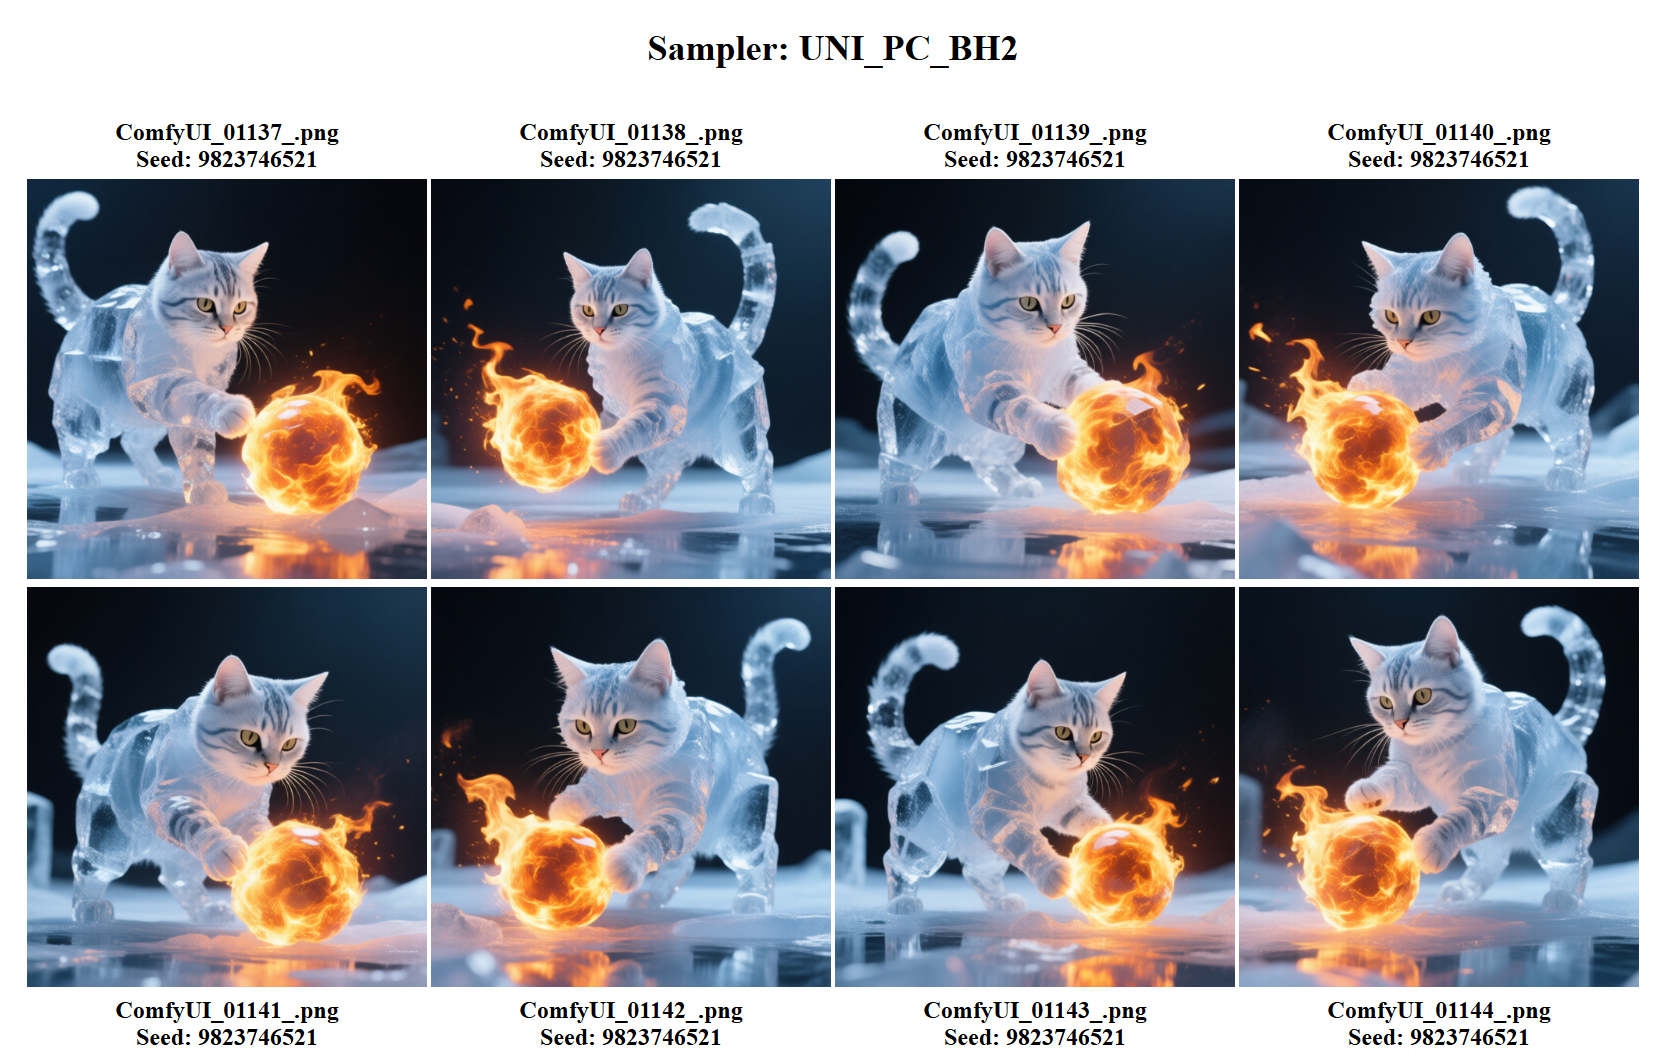 Sampler: UNI_PC_BH2
ComfyUI_01137_.png
Seed: 9823746521
ComfyUI_01138_.png
Seed: 9823746521
ComfyUI_01139_.png
Seed: 9823746521
ComfyUI_01140_.png
Seed: 9823746521
ComfyUI_01141_.png
Seed: 9823746521
ComfyUI_01142_.png
Seed: 9823746521
ComfyUI_01143_.png
Seed: 9823746521
ComfyUI_01144_.png
Seed: 9823746521